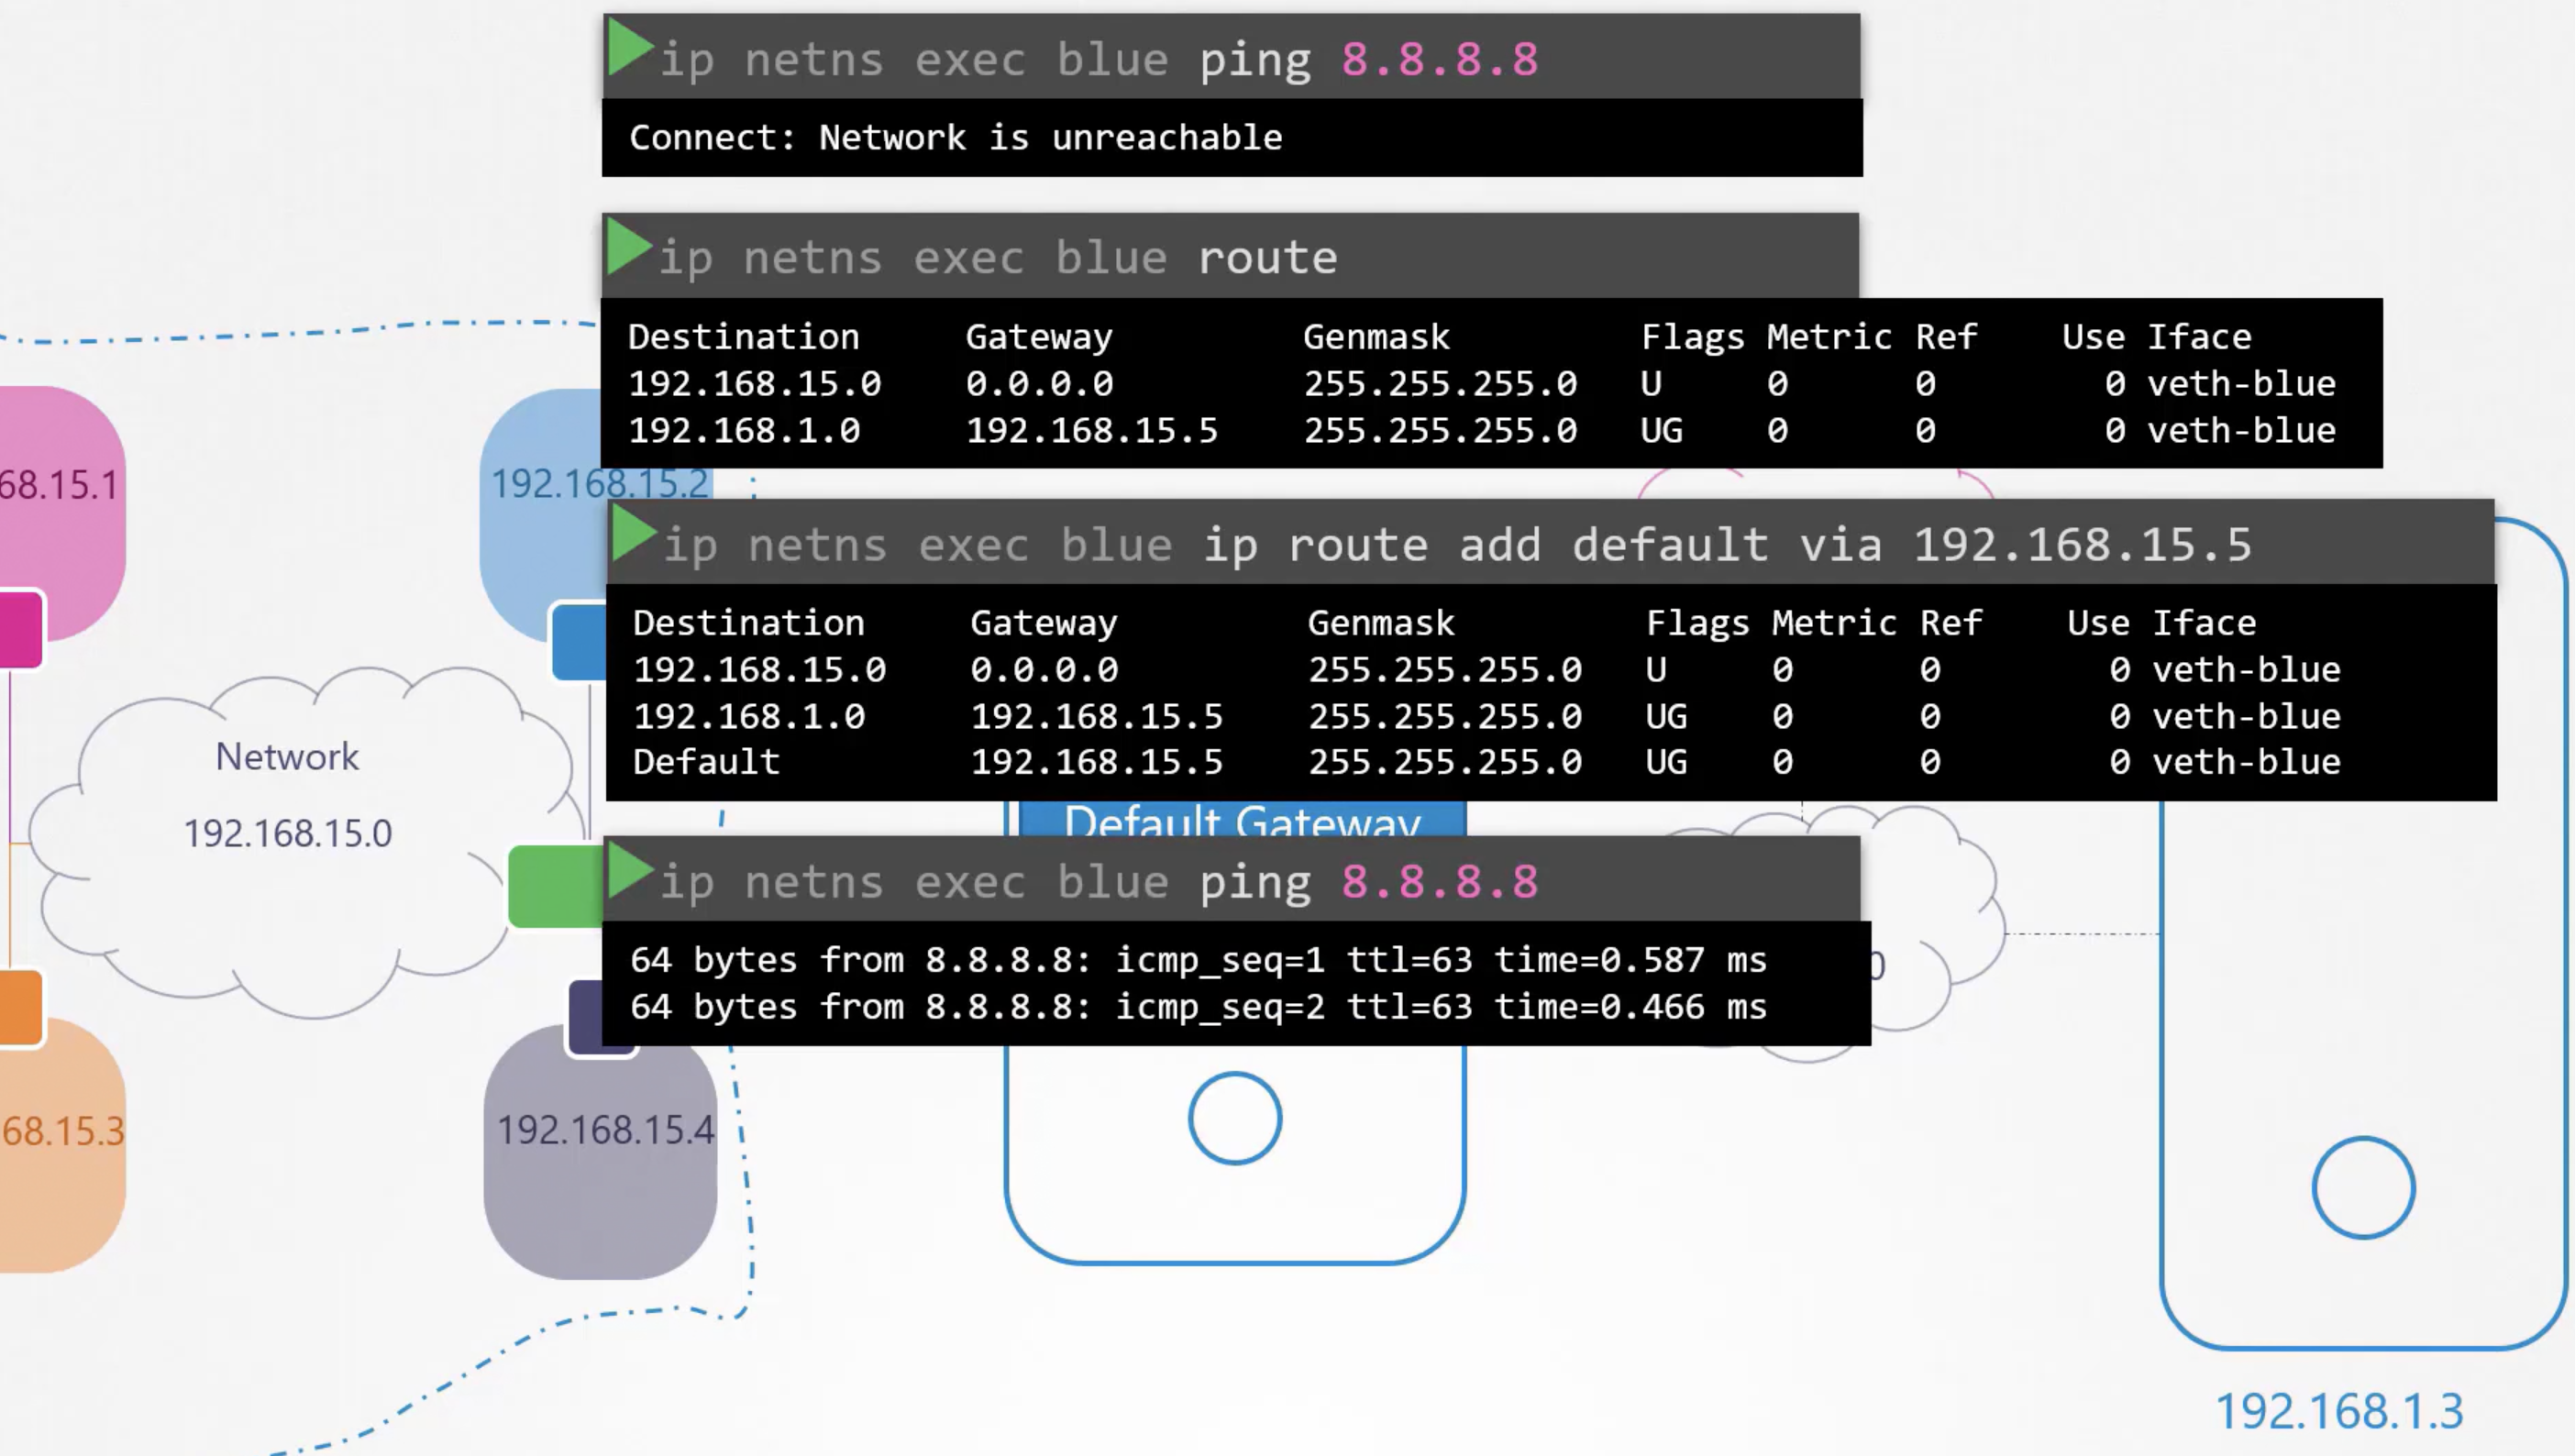 ip netns exec blue ping 8.8.8.8
Connect: Network is unreachable
ip netns exec blue route
Destination Gateway Genmask Flags Metric Ref Use Iface
192.168.15.0 0.0.0.0 255.255.255.0 U 0 0 0 veth-blue
192.168.1.0 192.168.15.5 255.255.255.0 UG 0 0 0 veth-blue
68.15.1
192.168.15.2
ip netns exec blue ip route add default via 192.168.15.5
Destination Gateway Genmask Flags Metric Ref Use Iface
192.168.15.0 0.0.0.0 255.255.255.0 U 0 0 0 veth-blue
192.168.1.0 192.168.15.5 255.255.255.0 UG 0 0 0 veth-blue
Default 192.168.15.5 255.255.255.0 UG 0 0 0 veth-blue
Network
192.168.15.0
Default Gateway
ip netns exec blue ping 8.8.8.8
64 bytes from 8.8.8.8: icmp_seq=1 ttl=63 time=0.587 ms
64 bytes from 8.8.8.8: icmp_seq=2 ttl=63 time=0.466 ms
0
68.15.3
192.168.15.4
192.168.1.3